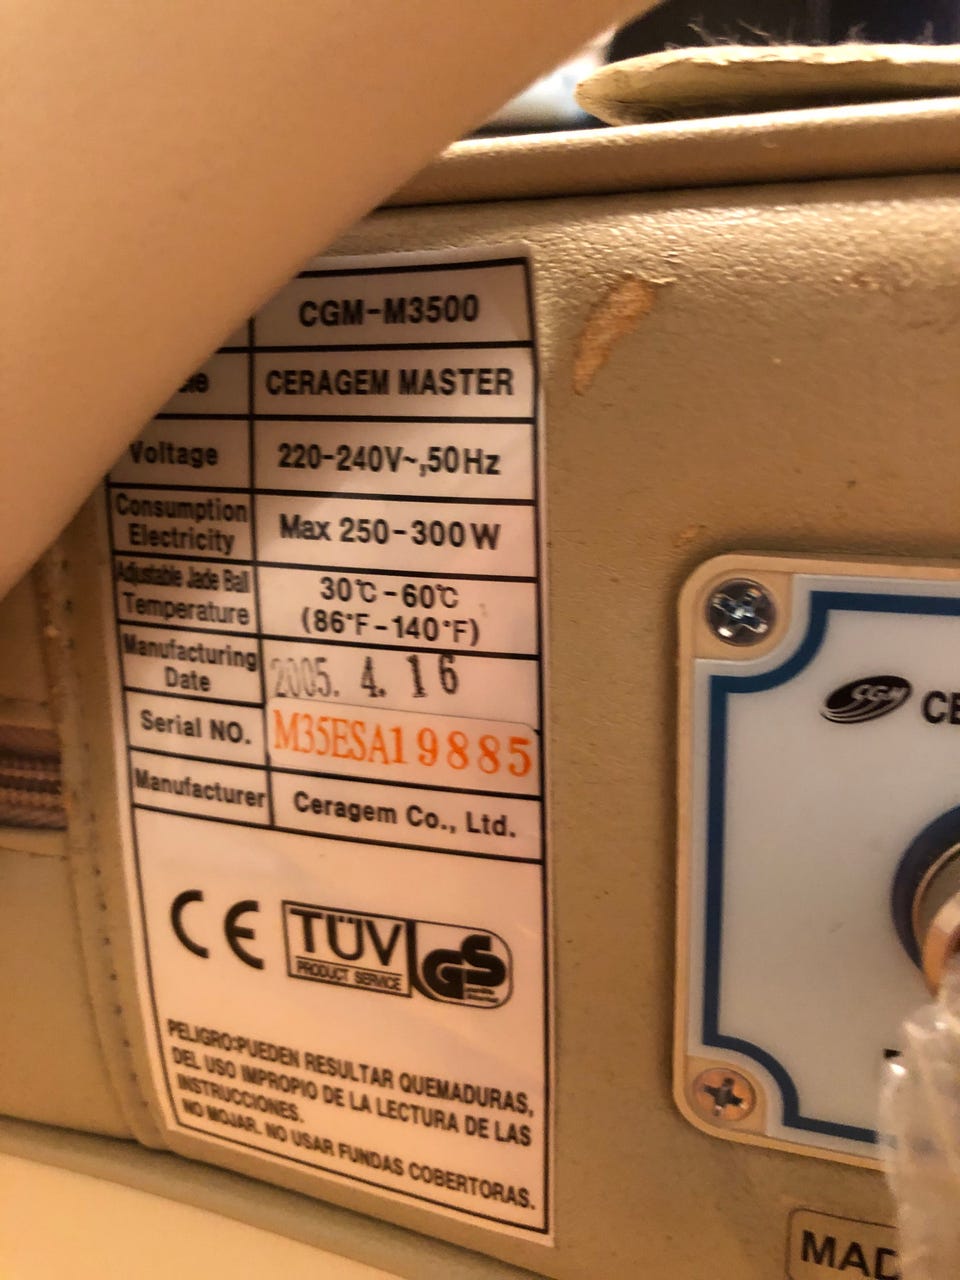 CGM-M3500
CERAGEM MASTER
Voltage 220-240V~,50Hz
Consumption
Electricity
Max 250-300W
Adjustable Jade Ball
Temperature
30℃-60℃
(86°F-140°F)
Manufacturing
Date
2005. 4. 16
Serial NO. M35ESA19885
Manufacturer Ceragem Co., Ltd.
CE
TÜV
PRODUCT SERVICE
GS
PELIGRO:PUEDEN RESULTAR QUEMADURAS,
DEL USO IMPROPIO DE LA LECTURA DE LAS
INSTRUCCIONES.
NO MOJAR. NO USAR FUNDAS COBERTORAS.
CGM CE
MAD